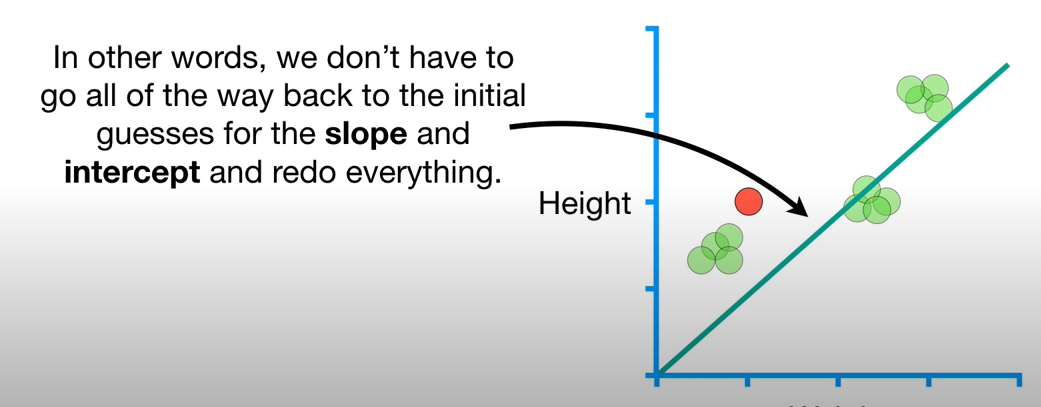 In other words, we don’t have to
go all of the way back to the initial
guesses for the slope and
intercept and redo everything.
Height